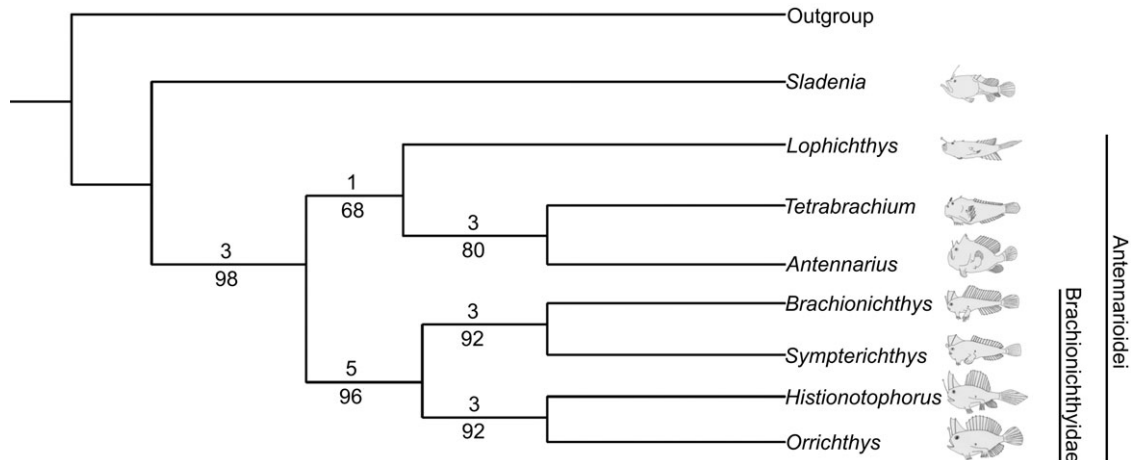 Outgroup
Sladenia
Lophichthys
1
68
Tetrabrachium
3
80
Antennarius
3
98
Brachionichthys
3
92
Sympterichthys
5
96
Histionotophorus
3
92
Orrichthys
Brachionichthyidae
Antennarioidei